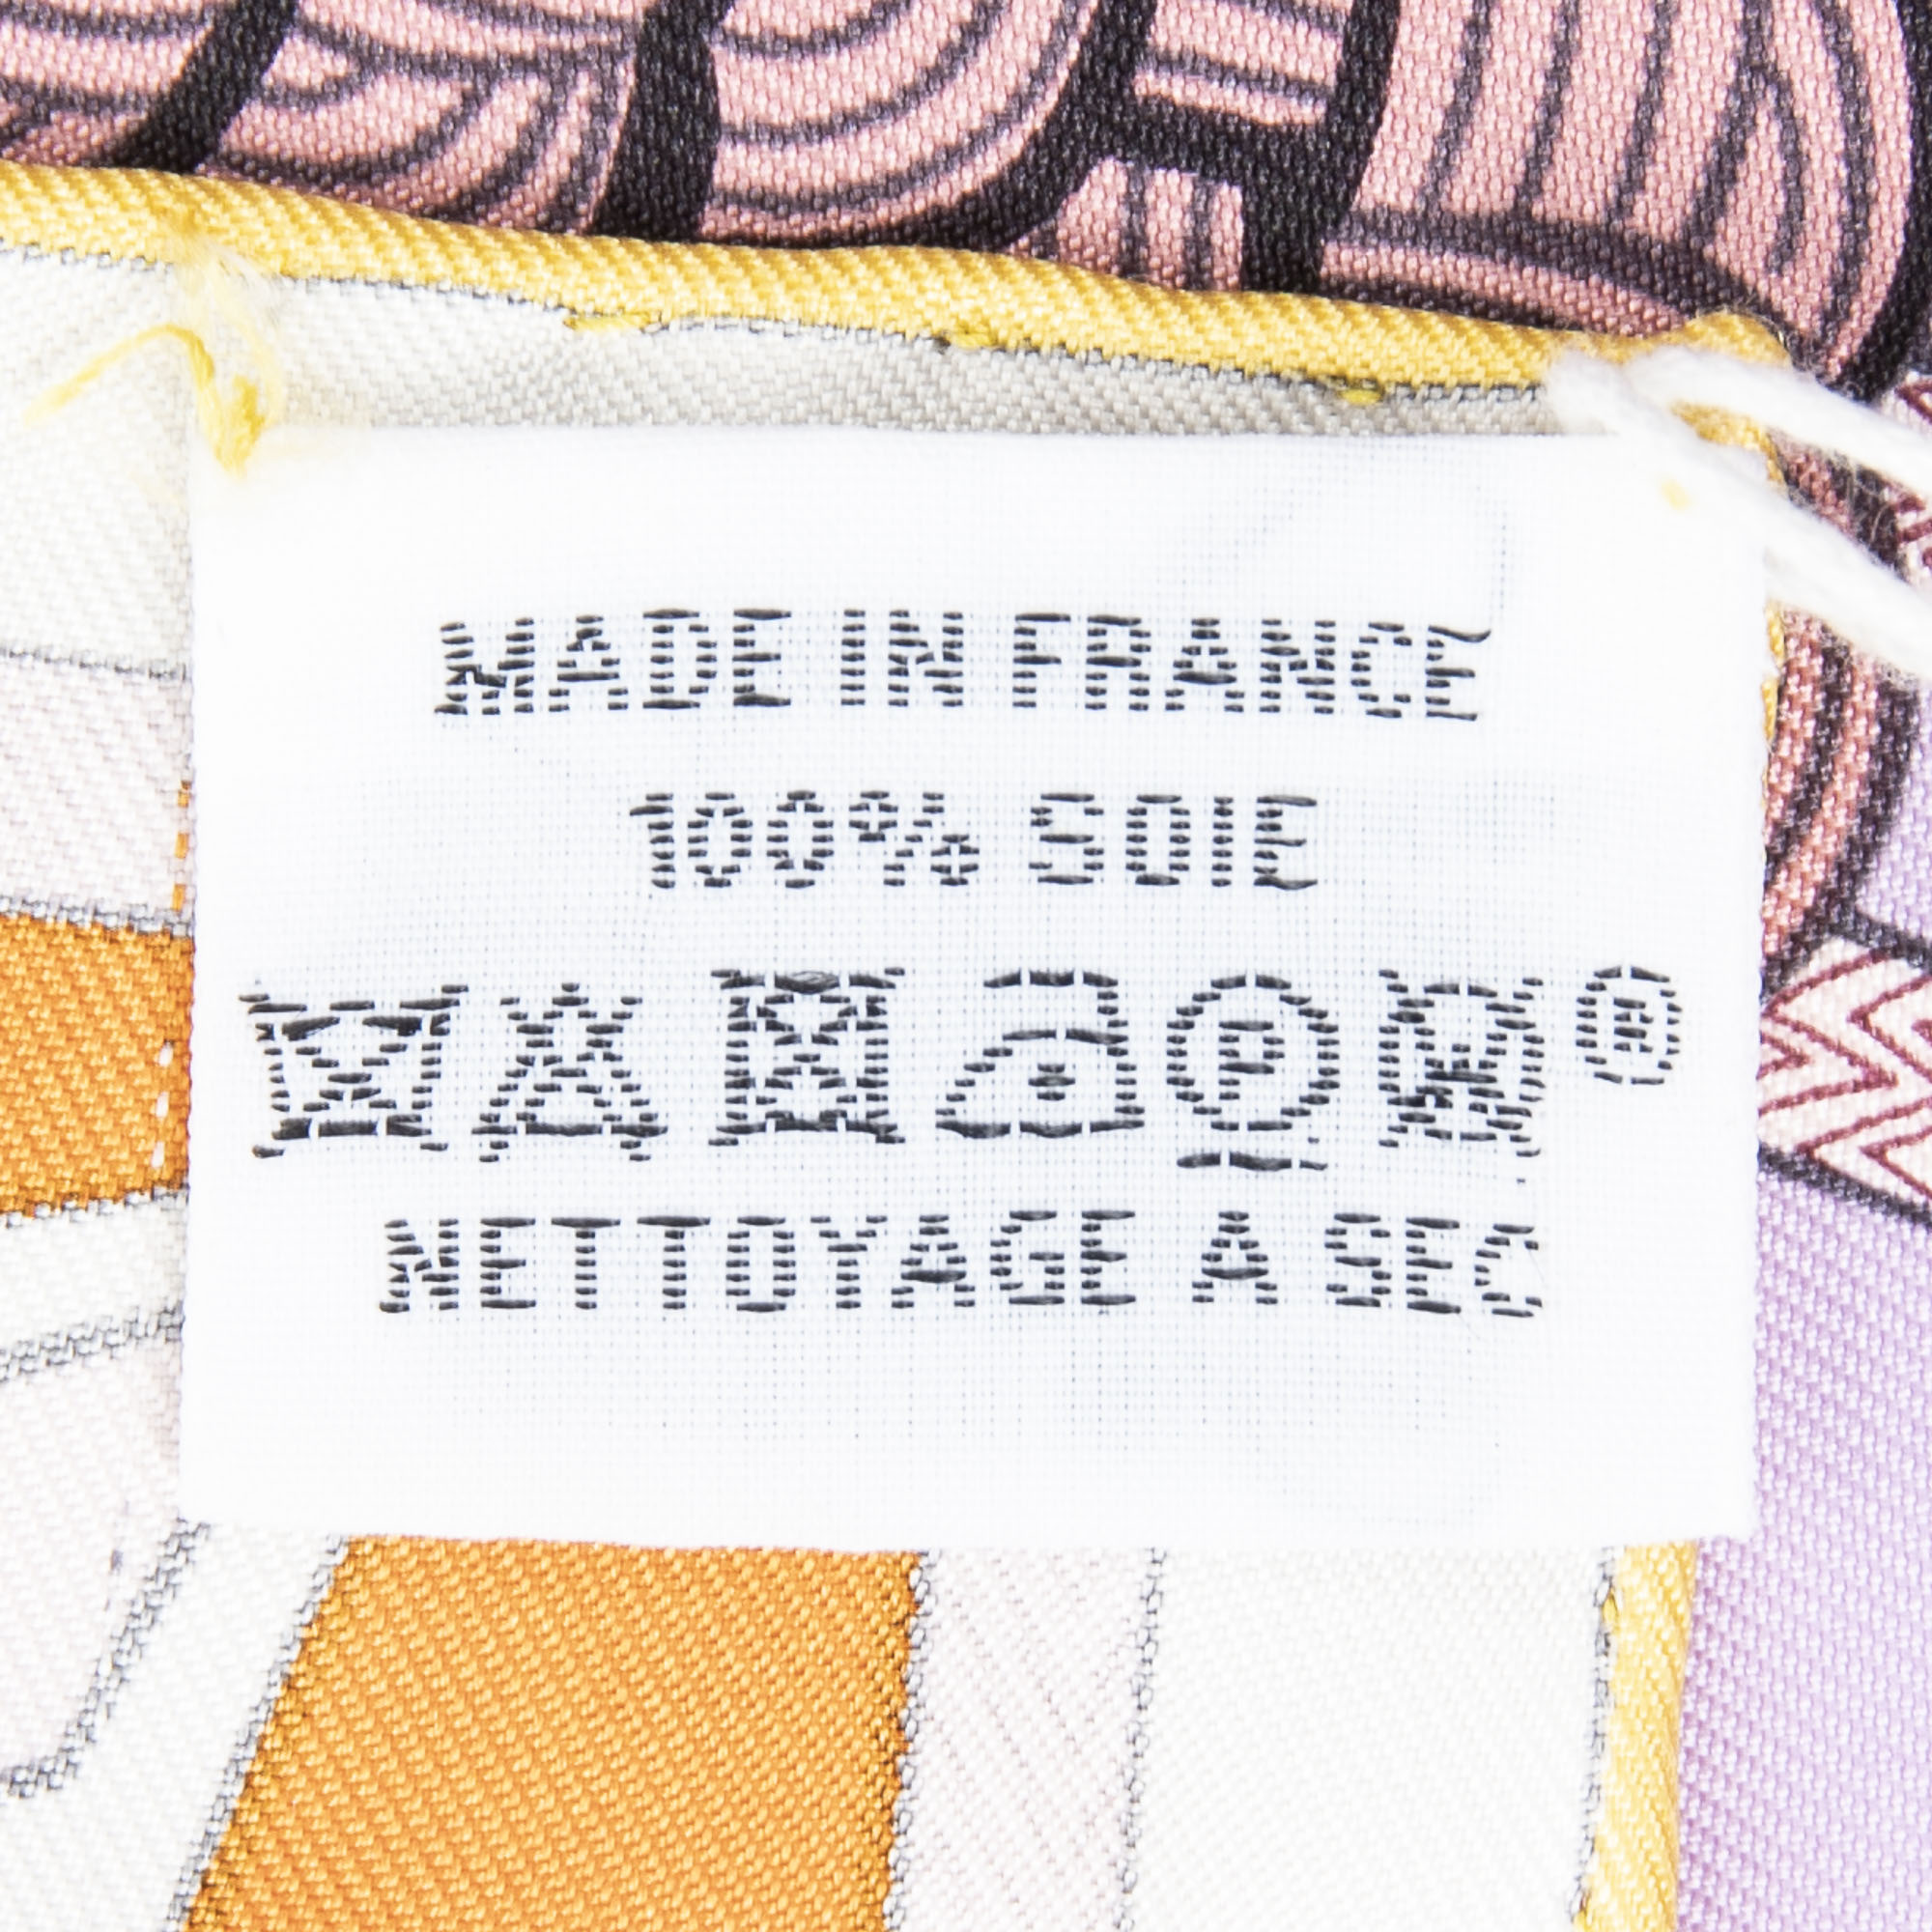 MADE IN FRANCE
100% SOIE
P W ®
NETTOYAGE A SEC